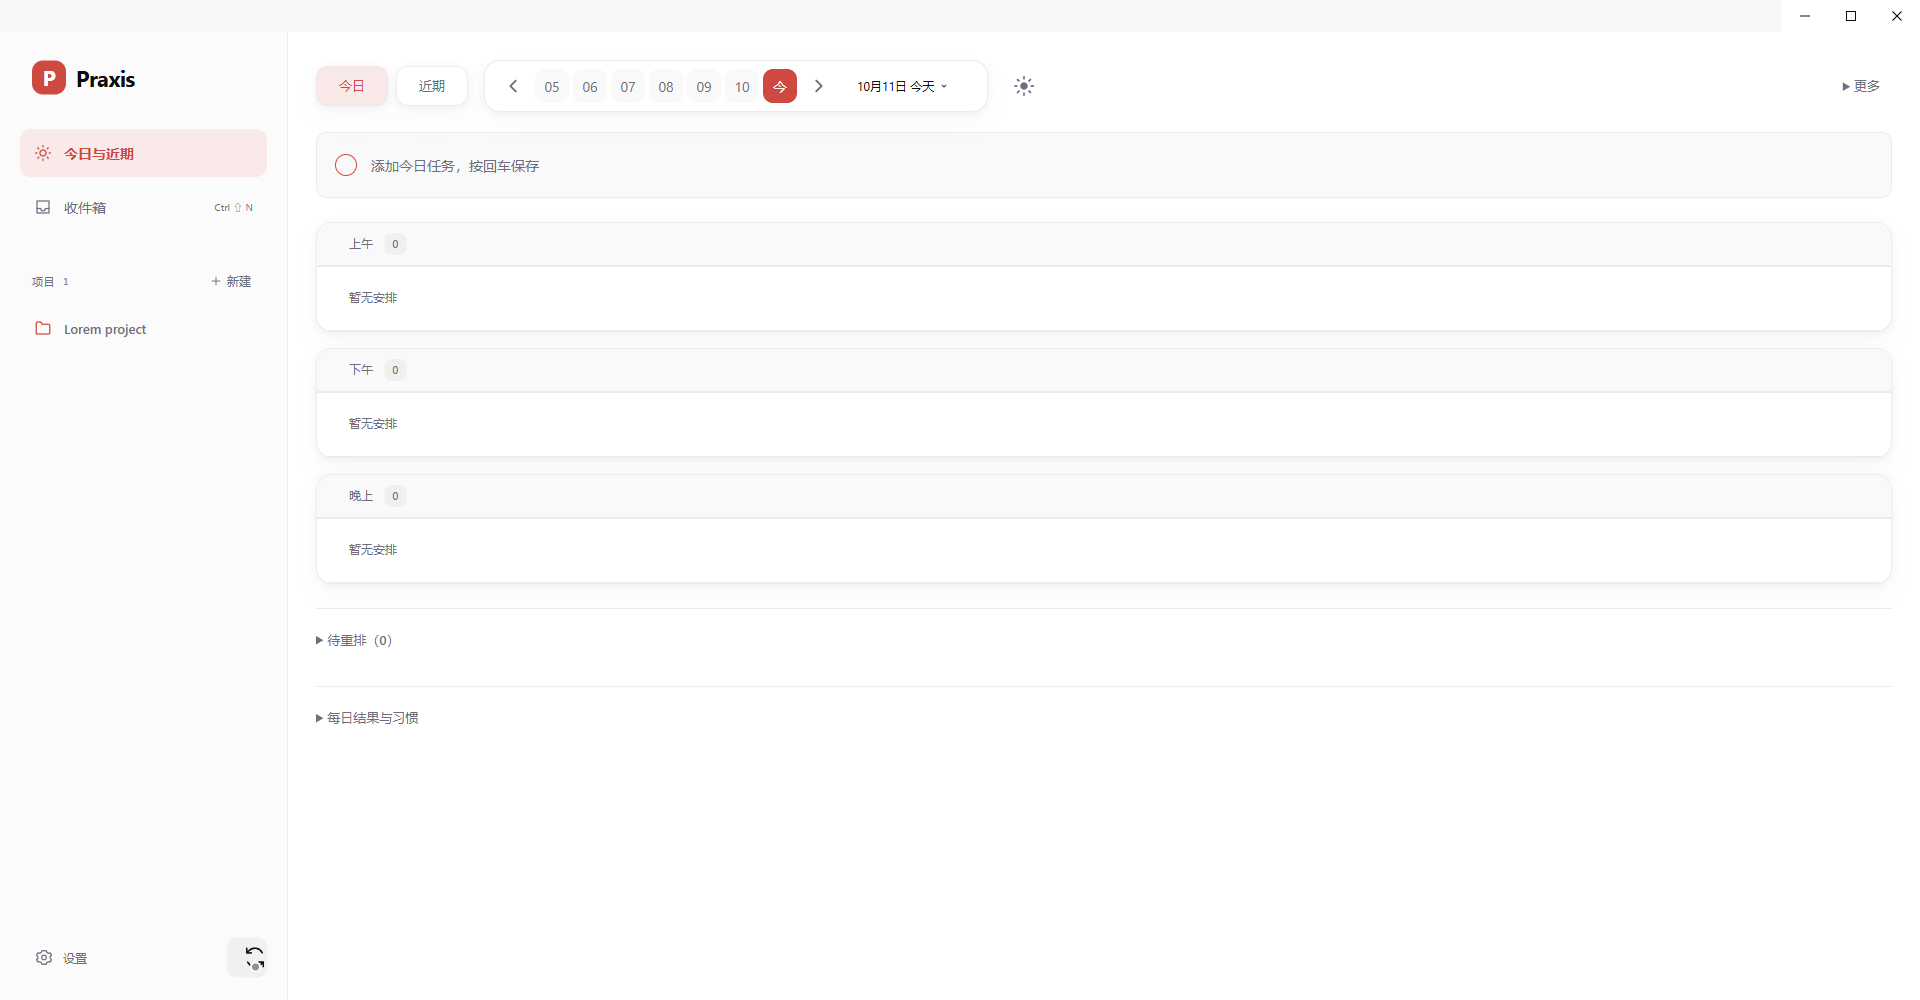 P Praxis
今日与近期
收件箱 Ctrl ⇧ N
项目 1 + 新建
Lorem project
设置
今日 近期 05 06 07 08 09 10 今 10月11日 今天 更多
添加今日任务，按回车保存
上午 0
暂无安排
下午 0
暂无安排
晚上 0
暂无安排
待重排（0）
每日结果与习惯